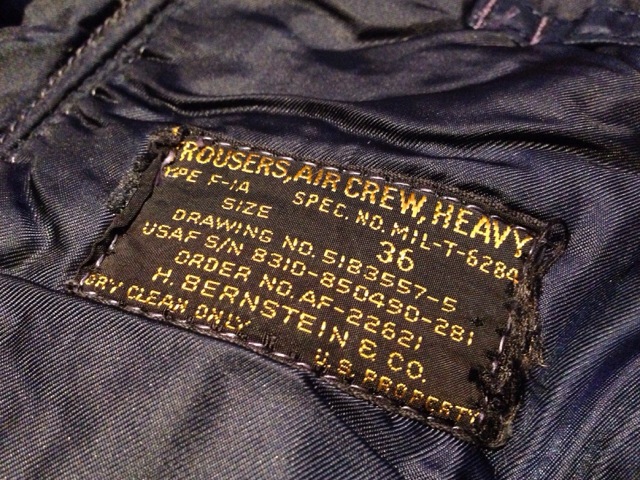 ROUSERS, AIR CREW, HEAVY
YPE F-1A SPEC. NO. MIL-T-6284
SIZE 36
DRAWING NO. 5183557-5
USAF S/N 8310-850490-281
ORDER NO. AF-22621
H. BERNSTEIN & CO.
DRY CLEAN ONLY U.S. PROPERTY